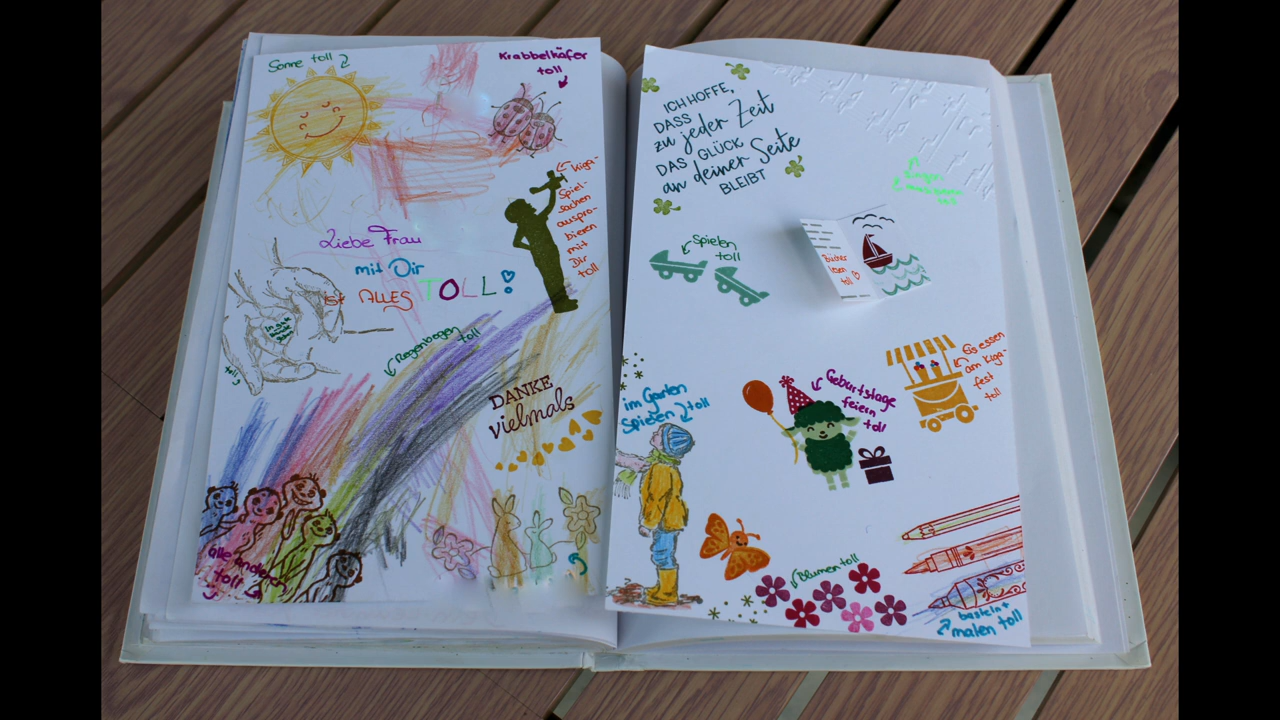 Sonne toll
Krabbelkäfer
toll
Kiga-
Spiel-
sachen
auspro-
bieren
mit
Dir
toll
Liebe Frau
mit Dir
ist ALLES TOLL!
Regenbogen
toll
DANKE
vielmals
alle
anderen
toll
ICH HOFFE,
DASS
zu jeder Zeit
DAS GLÜCK
an deiner Seite
BLEIBT
Spielen
toll
Bücher
lesen
toll
Eis essen
am Kiga-
fest
toll
Geburtstage
feiern
toll
im Garten
Spielen toll
Blumen toll
basteln+
malen toll